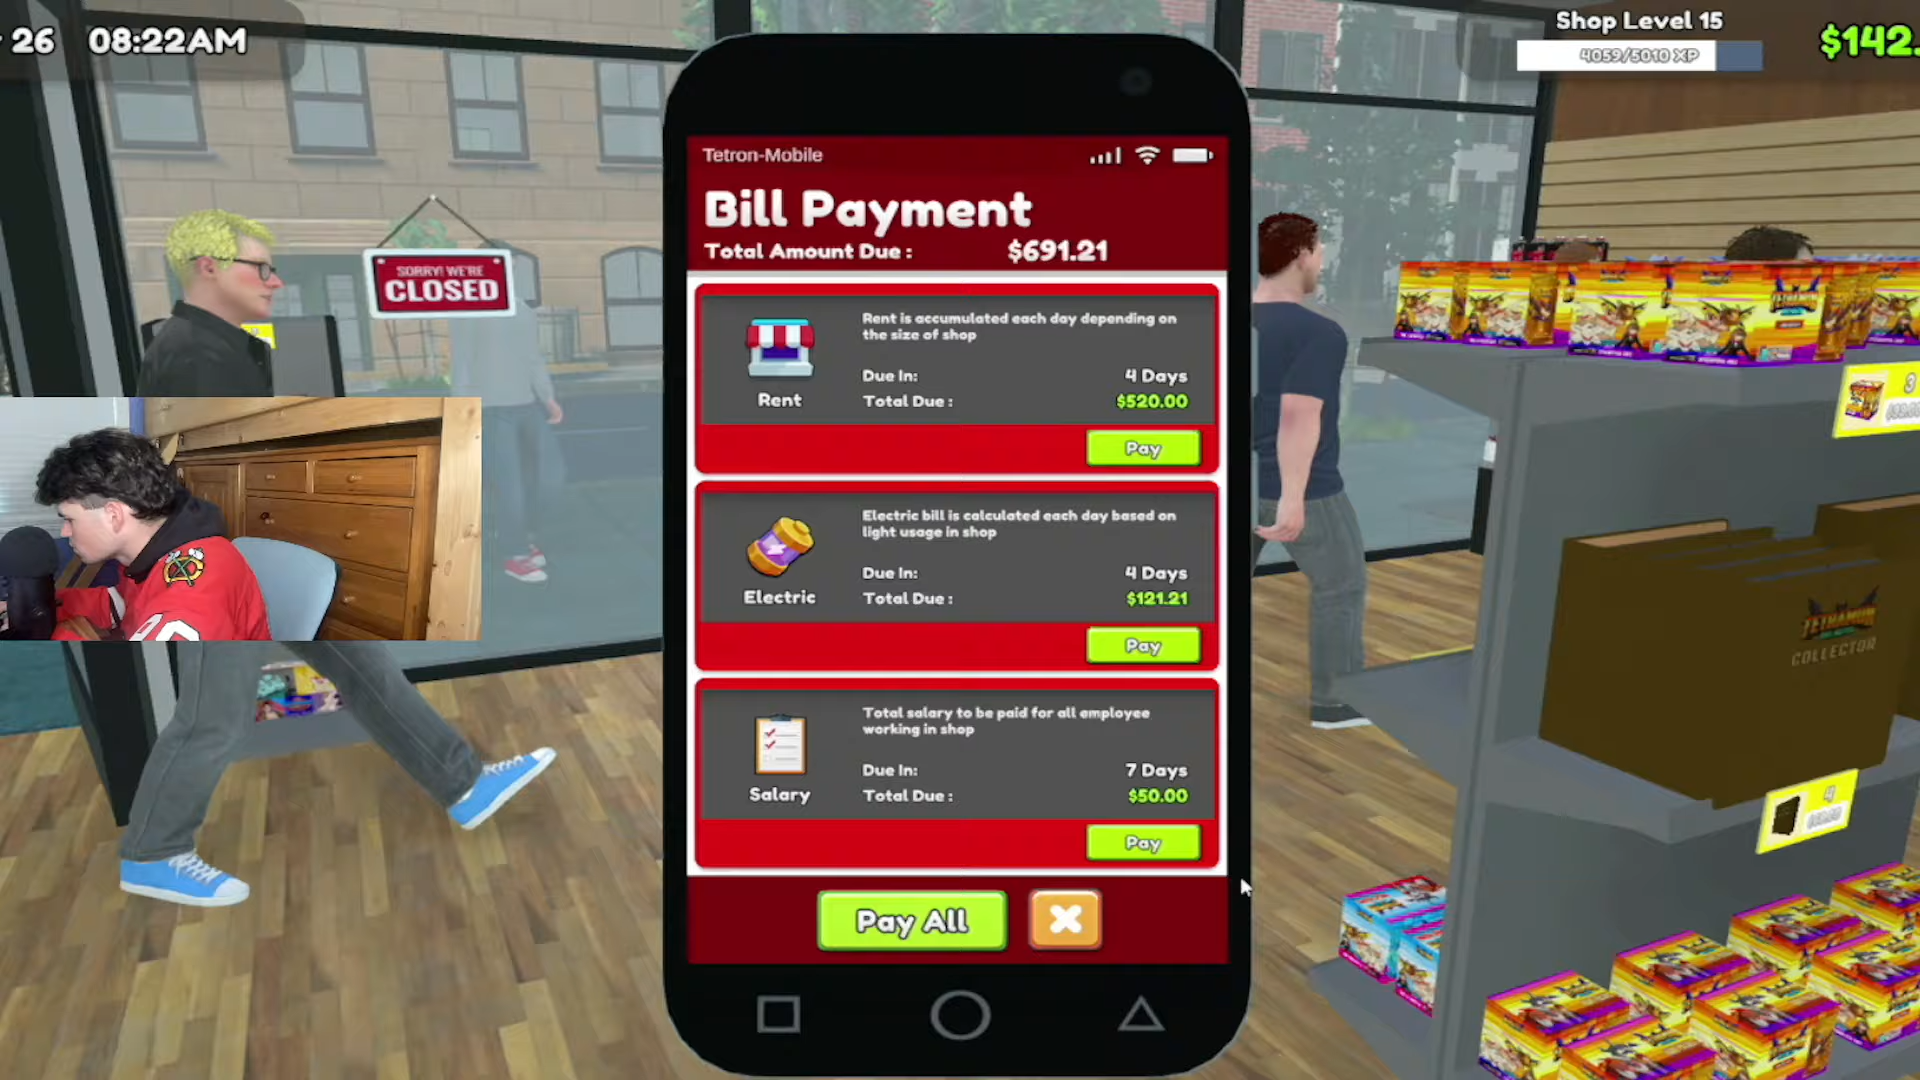 26 08:22AM
Shop Level 15
4059/5010 XP
$142.
Tetron-Mobile
Bill Payment
Total Amount Due : $691.21
SORRY! WE'RE
CLOSED
Rent is accumulated each day depending on
the size of shop
Due In: 4 Days
Total Due : $520.00
Rent
Pay
Electric bill is calculated each day based on
light usage in shop
Due In: 4 Days
Total Due : $121.21
Electric
Pay
Total salary to be paid for all employee
working in shop
Due In: 7 Days
Total Due : $50.00
Salary
Pay
Pay All
TETRAMON
COLLECTOR
3
4